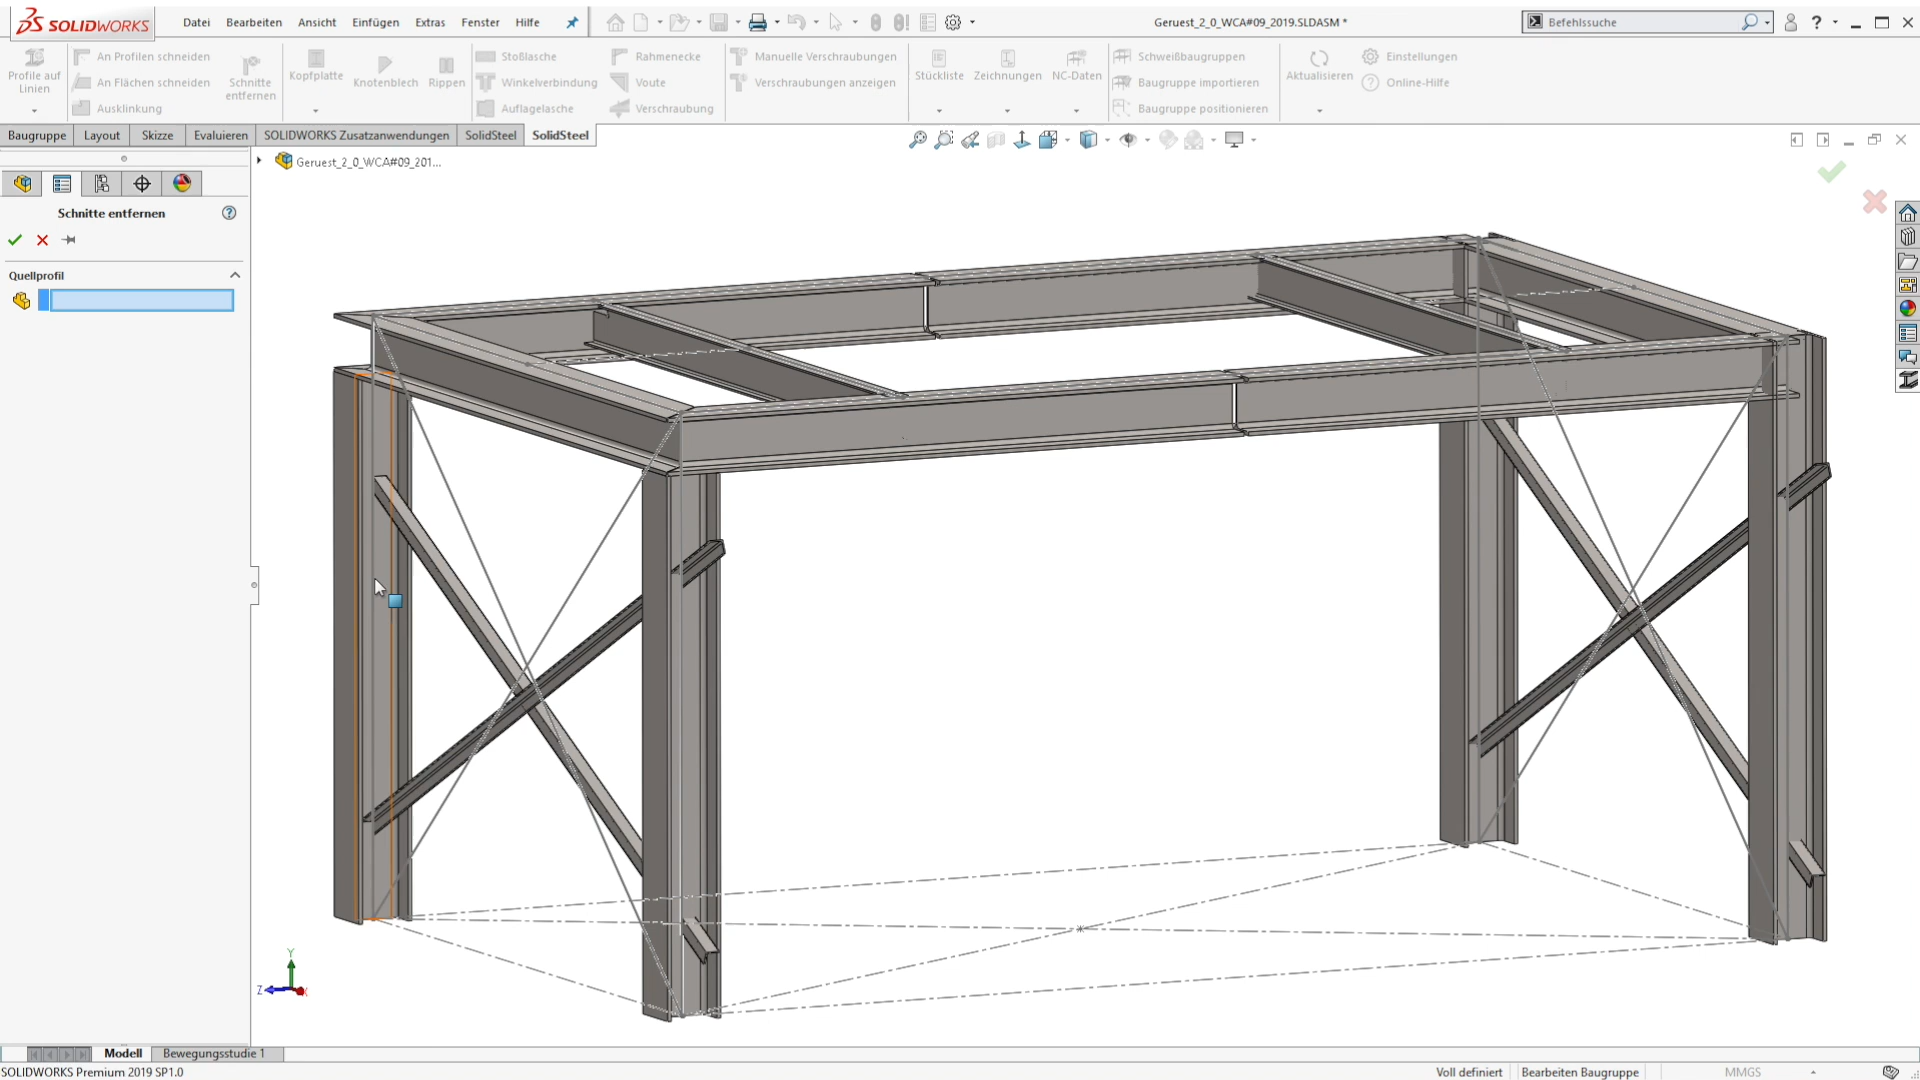 SOLIDWORKS
Datei Bearbeiten Ansicht Einfügen Extras Fenster Hilfe
Geruest_2_0_WCA#09_2019.SLDASM *
Befehlssuche
?
Profile auf Linien
An Profilen schneiden
An Flächen schneiden
Ausklinkung
Schnitte entfernen
Kopfplatte
Knotenblech
Rippen
Stoßlasche
Winkelverbindung
Auflagelasche
Rahmenecke
Voute
Verschraubung
Manuelle Verschraubungen
Verschraubungen anzeigen
Stückliste
Zeichnungen
NC-Daten
Schweißbaugruppen
Baugruppe importieren
Baugruppe positionieren
Aktualisieren
Einstellungen
Online-Hilfe
Baugruppe Layout Skizze Evaluieren SOLIDWORKS Zusatzanwendungen SolidSteel SolidSteel
Geruest_2_0_WCA#09_201...
Schnitte entfernen
?
Quellprofil
Y
Z
X
Modell Bewegungsstudie 1
SOLIDWORKS Premium 2019 SP1.0
Voll definiert Bearbeiten Baugruppe MMGS